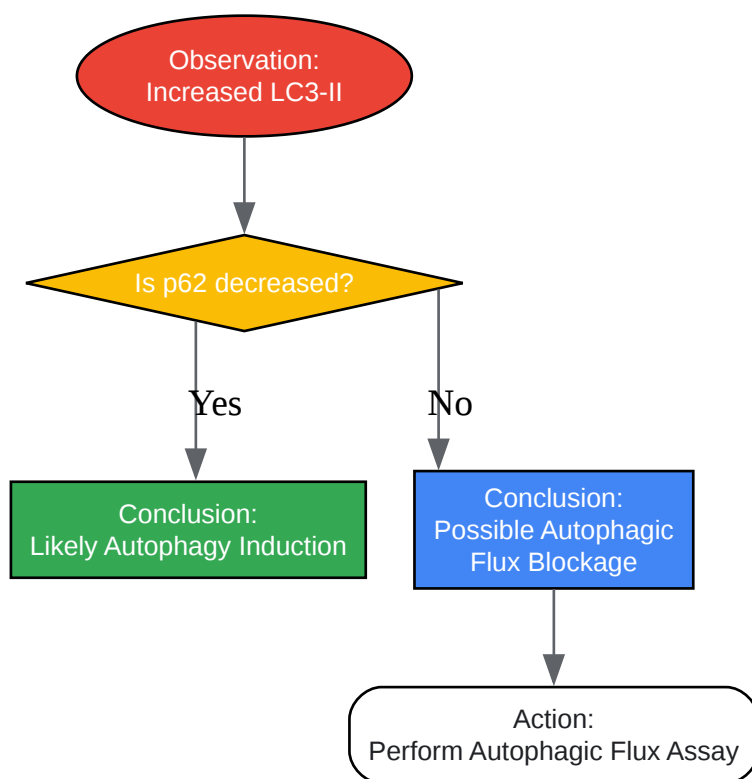 Observation:
Increased LC3-II
Is p62 decreased?
Yes
No
Conclusion:
Likely Autophagy Induction
Conclusion:
Possible Autophagic
Flux Blockage
Action:
Perform Autophagic Flux Assay